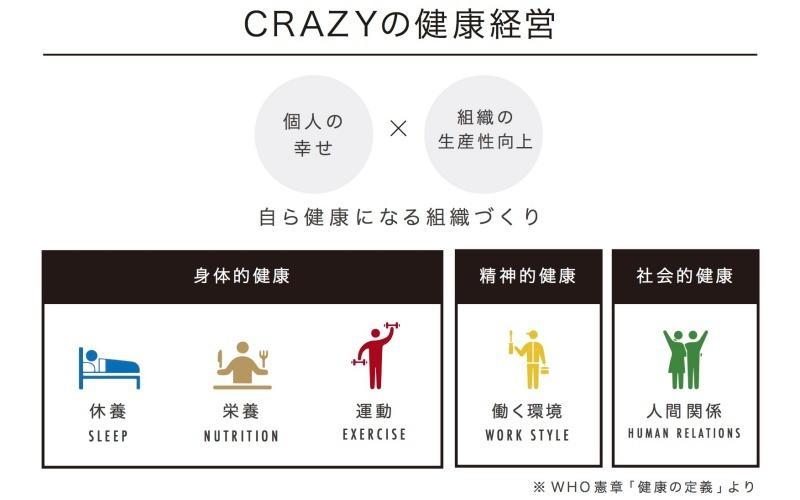 CRAZYの健康経営
個人の
幸せ
×
組織の
生産性向上
自ら健康になる組織づくり
身体的健康
休養
SLEEP
栄養
NUTRITION
運動
EXERCISE
精神的健康
働く環境
WORK STYLE
社会的健康
人間関係
HUMAN RELATIONS
※WHO憲章「健康の定義」より